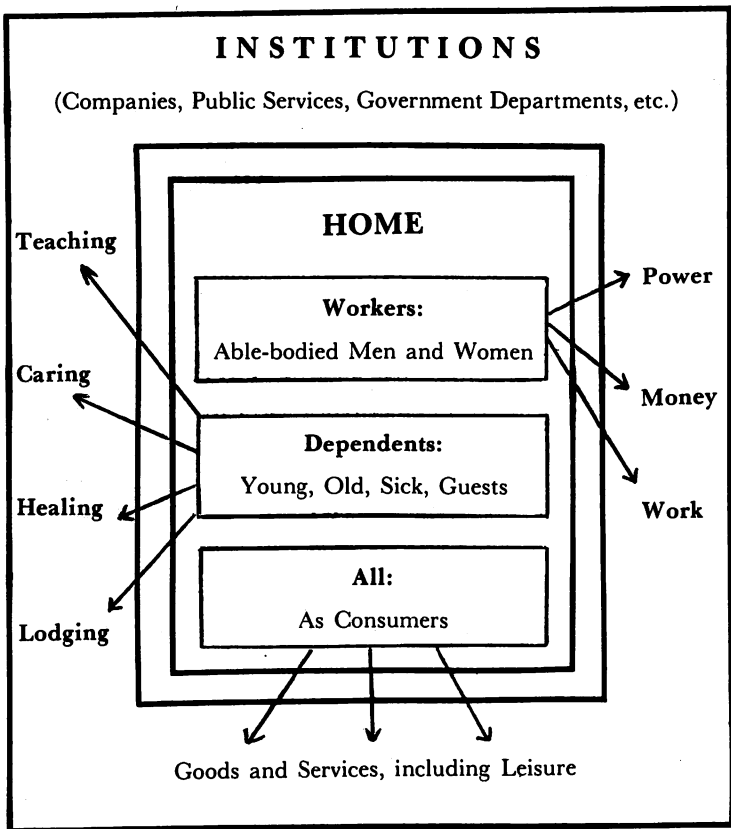 INSTITUTIONS
(Companies, Public Services, Government Departments, etc.)
HOME
Teaching
Caring
Healing
Lodging
Workers:
Able-bodied Men and Women
Dependents:
Young, Old, Sick, Guests
All:
As Consumers
Power
Money
Work
Goods and Services, including Leisure